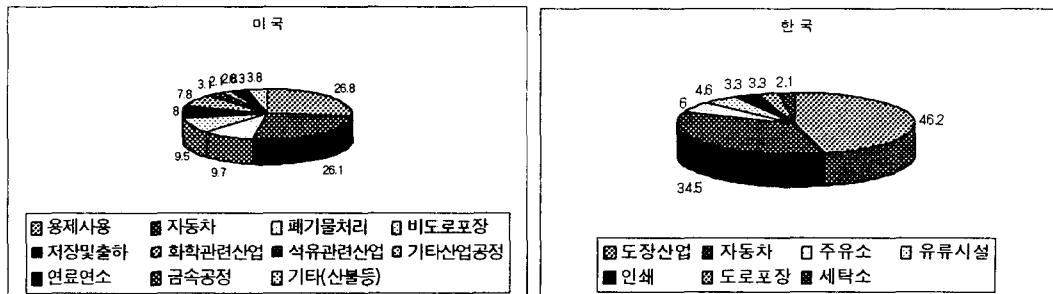 미 국
3.1
3.8
7.8
26.8
8
9.5
9.7
26.1
용제사용 자동차 폐기물처리 비도로포장
저장및출하 화학관련산업 석유관련산업 기타산업공정
연료연소 금속공정 기타(산불등)
한 국
4.6 3.3 3.3 2.1
6
46.2
34.5
도장산업 자동차 주유소 유류시설
인쇄 도로포장 세탁소